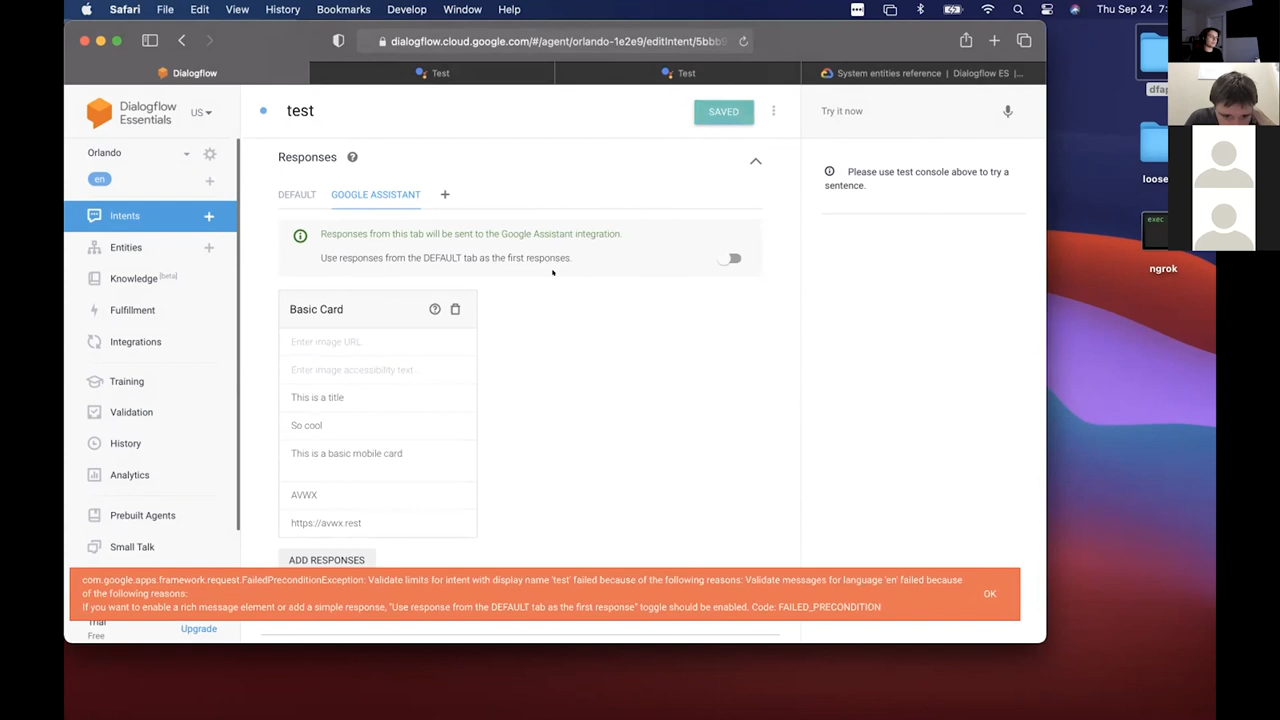 Safari File Edit View History Bookmarks Develop Window Help
Thu Sep 24 7:
dialogflow.cloud.google.com/#/agent/orlando-1e2e9/editIntent/5bbb9
Dialogflow
Test
Test
System entities reference | Dialogflow ES |...
Dialogflow
Essentials
US
test
SAVED
Try it now
Orlando
en
Intents
Entities
Knowledge [beta]
Fulfillment
Integrations
Training
Validation
History
Analytics
Prebuilt Agents
Small Talk
Free
Upgrade
Responses
DEFAULT
GOOGLE ASSISTANT
Responses from this tab will be sent to the Google Assistant integration.
Use responses from the DEFAULT tab as the first responses.
Basic Card
Enter image URL
Enter image accessibility text...
This is a title
So cool
This is a basic mobile card
AVWX
https://avwx.rest
ADD RESPONSES
Please use test console above to try a
sentence.
com.google.apps.framework.request.FailedPreconditionException: Validate limits for intent with display name 'test' failed because of the following reasons: Validate messages for language 'en' failed because
of the following reasons:
If you want to enable a rich message element or add a simple response, "Use response from the DEFAULT tab as the first response" toggle should be enabled. Code: FAILED_PRECONDITION
OK
dfap
loose
exec
ngrok